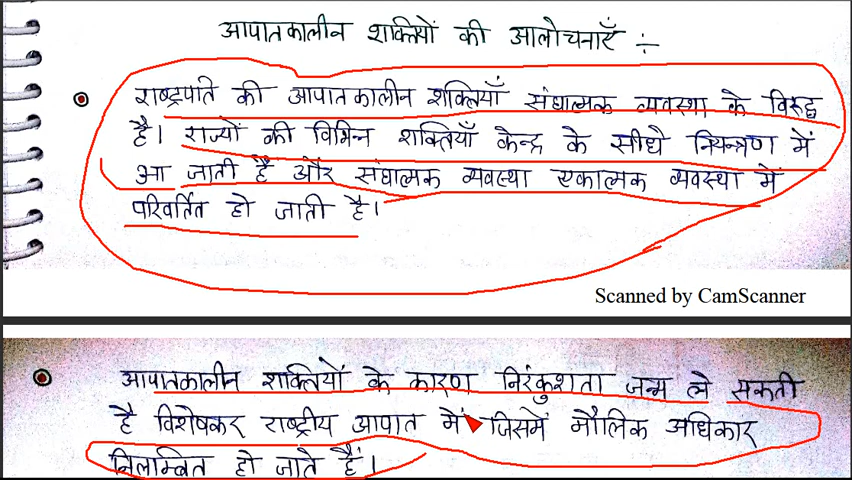 आपातकालीन शक्तियों की आलोचनाएँ ÷
राष्ट्रपति की आपातकालीन शक्तियाँ संघात्मक व्यवस्था के विरुद्ध
है। राज्यों की विभिन्न शक्तियाँ केन्द्र के सीधे नियन्त्रण में
आ जाती है और संघात्मक व्यवस्था एकात्मक व्यवस्था में
परिवर्तित हो जाती है।
Scanned by CamScanner
आपातकालीन शक्तियों के कारण निरंकुशता जन्म ले सकती
है विशेषकर राष्ट्रीय आपात में जिसमें मौलिक अधिकार
निलम्बित हो जाते हैं।